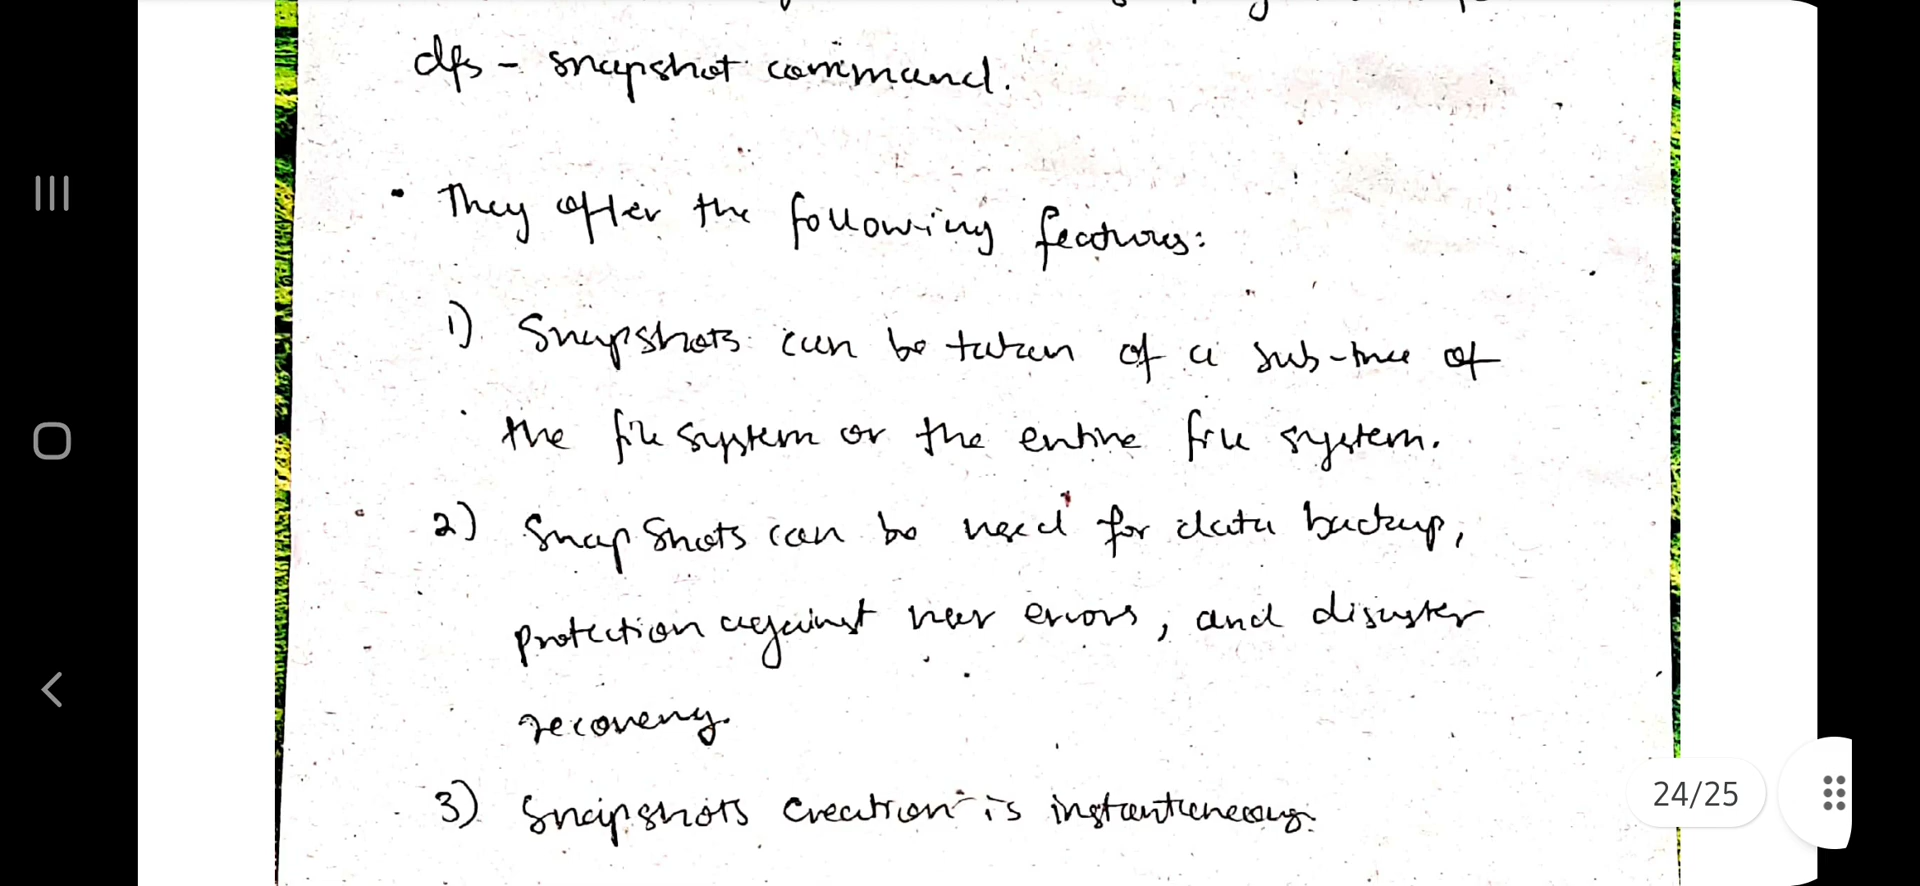 dfs - snapshot command.
• They offer the following features:
1) Snapshots can be taken of a sub-tree of
the file system or the entire file system.
2) Snap Shots can be used for data backup,
protection against user errors, and disaster
recovery.
3) Snapshots creation is instantaneous.
24/25